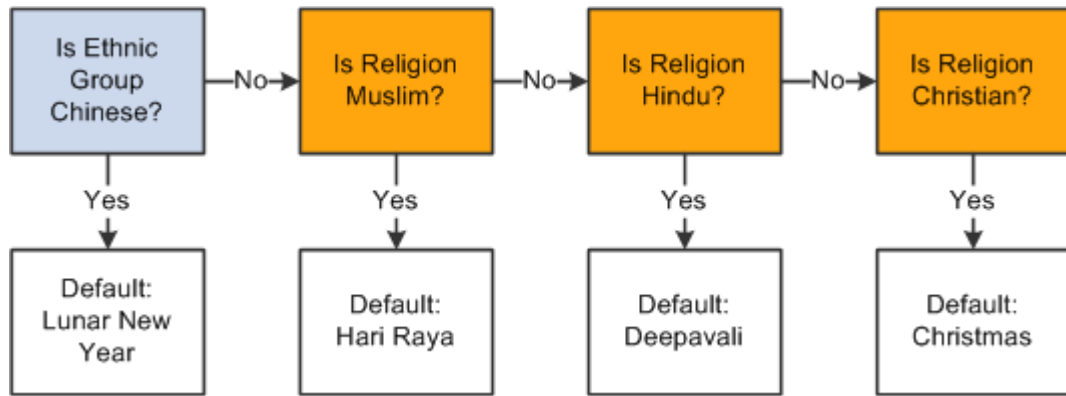 Is Ethnic
Group
Chinese?
No
Is Religion
Muslim?
No
Is Religion
Hindu?
No
Is Religion
Christian?
Yes
Yes
Yes
Yes
Default:
Lunar New
Year
Default:
Hari Raya
Default:
Deepavali
Default:
Christmas